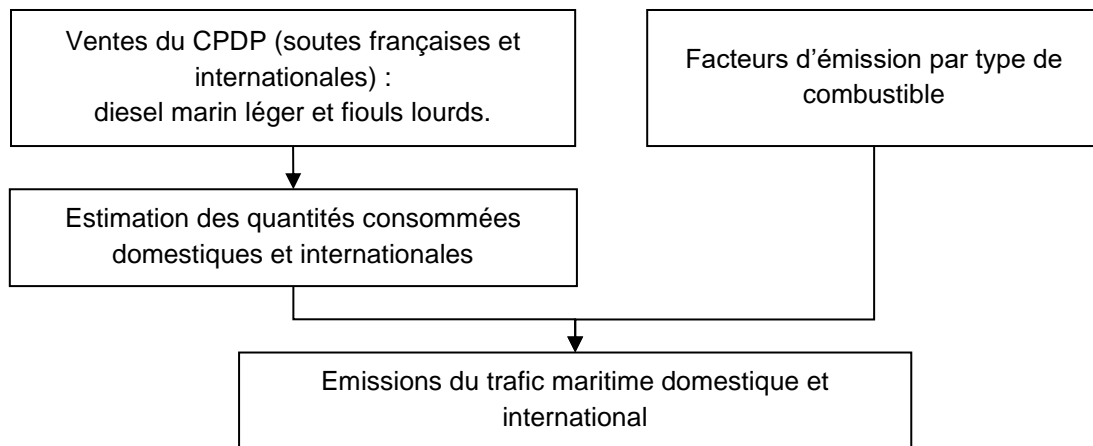 Ventes du CPDP (soutes françaises et
internationales) :
diesel marin léger et fiouls lourds.
Facteurs d'émission par type de
combustible
Estimation des quantités consommées
domestiques et internationales
Emissions du trafic maritime domestique et
international